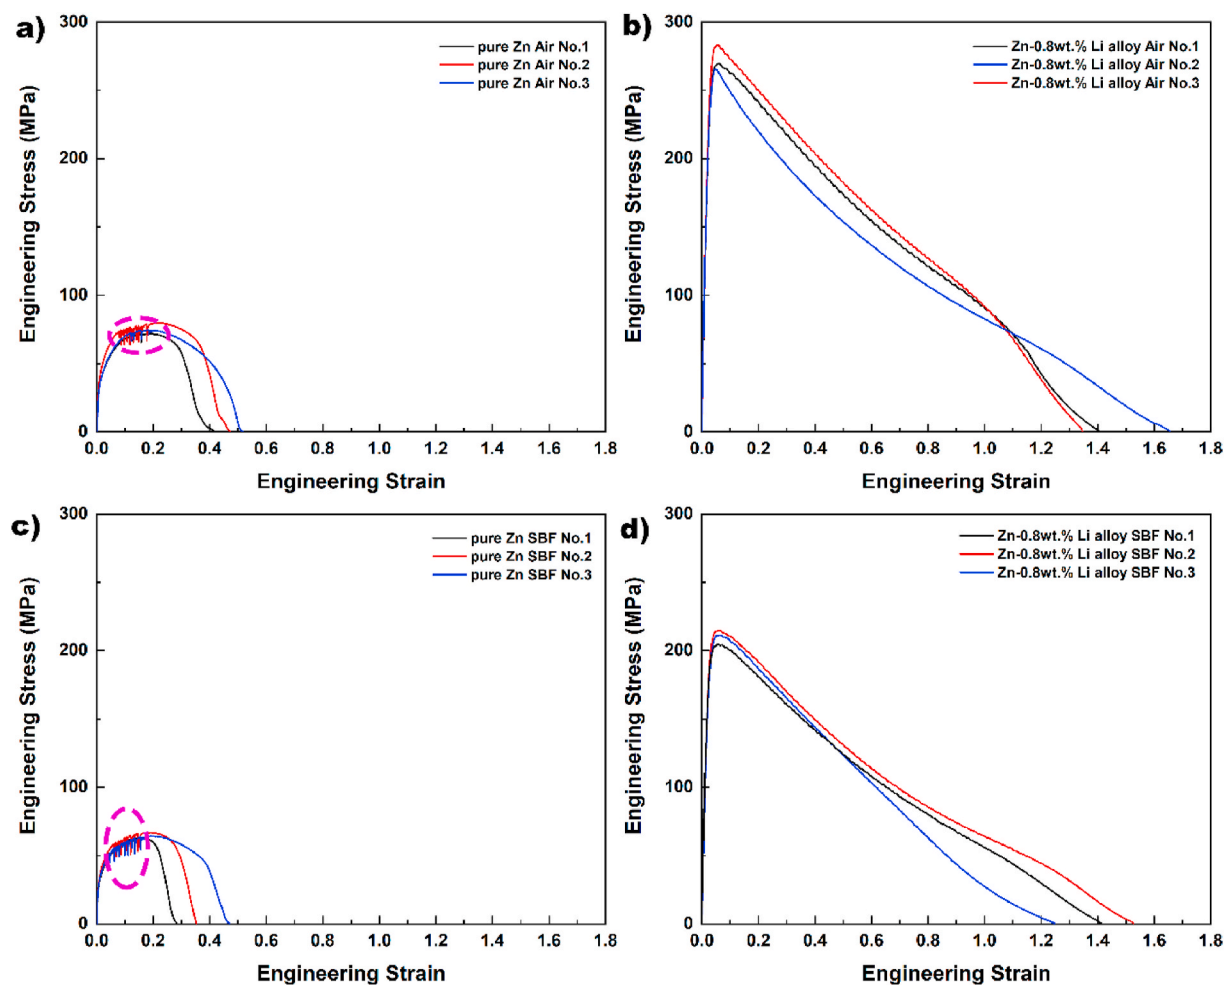 a)
300
200
100
0
Engineering Stress (MPa)
pure Zn Air No.1
pure Zn Air No.2
pure Zn Air No.3
0.0 0.2 0.4 0.6 0.8 1.0 1.2 1.4 1.6 1.8
Engineering Strain
b)
300
200
100
0
Engineering Stress (MPa)
Zn-0.8wt.% Li alloy Air No.1
Zn-0.8wt.% Li alloy Air No.2
Zn-0.8wt.% Li alloy Air No.3
0.0 0.2 0.4 0.6 0.8 1.0 1.2 1.4 1.6 1.8
Engineering Strain
c)
300
200
100
0
Engineering Stress (MPa)
pure Zn SBF No.1
pure Zn SBF No.2
pure Zn SBF No.3
0.0 0.2 0.4 0.6 0.8 1.0 1.2 1.4 1.6 1.8
Engineering Strain
d)
300
200
100
0
Engineering Stress (MPa)
Zn-0.8wt.% Li alloy SBF No.1
Zn-0.8wt.% Li alloy SBF No.2
Zn-0.8wt.% Li alloy SBF No.3
0.0 0.2 0.4 0.6 0.8 1.0 1.2 1.4 1.6 1.8
Engineering Strain